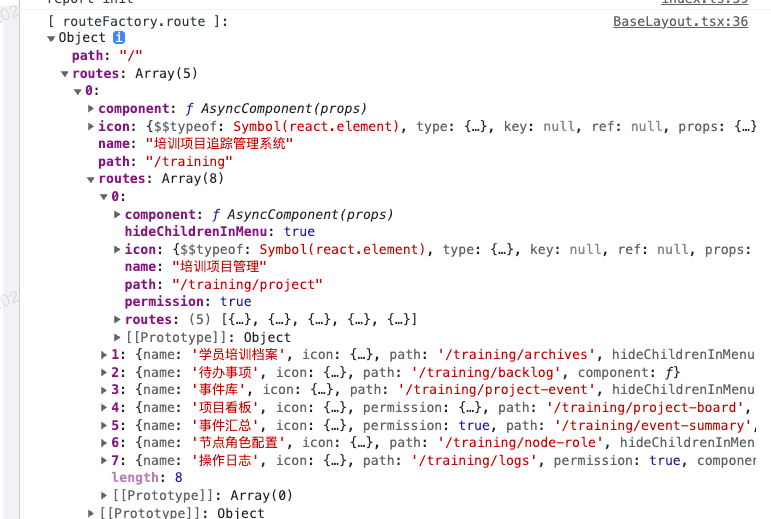 report init index.ts:39
[ routeFactory.route ]: BaseLayout.tsx:36
Object i
path: "/"
routes: Array(5)
0:
component: ƒ AsyncComponent(props)
icon: {$$typeof: Symbol(react.element), type: {…}, key: null, ref: null, props: {…}
name: "培训项目追踪管理系统"
path: "/training"
routes: Array(8)
0:
component: ƒ AsyncComponent(props)
hideChildrenInMenu: true
icon: {$$typeof: Symbol(react.element), type: {…}, key: null, ref: null, props:
name: "培训项目管理"
path: "/training/project"
permission: true
routes: (5) [{…}, {…}, {…}, {…}, {…}]
[[Prototype]]: Object
1: {name: '学员培训档案', icon: {…}, path: '/training/archives', hideChildrenInMenu
2: {name: '待办事项', icon: {…}, path: '/training/backlog', component: ƒ}
3: {name: '事件库', icon: {…}, path: '/training/project-event', hideChildrenInMenu
4: {name: '项目看板', icon: {…}, permission: {…}, path: '/training/project-board',
5: {name: '事件汇总', icon: {…}, permission: true, path: '/training/event-summary',
6: {name: '节点角色配置', icon: {…}, path: '/training/node-role', hideChildrenInMen
7: {name: '操作日志', icon: {…}, path: '/training/logs', permission: true, componen
length: 8
[[Prototype]]: Array(0)
[[Prototype]]: Object